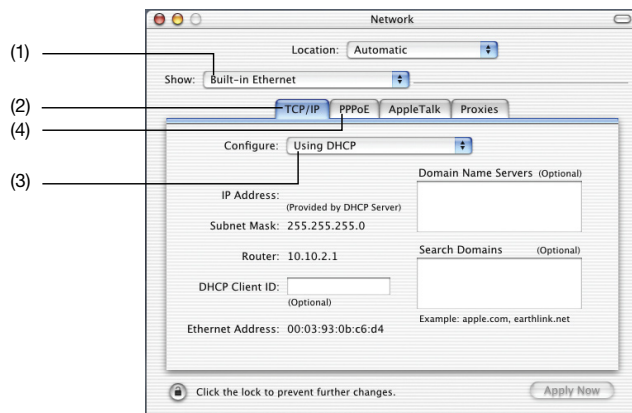 Network
Location: Automatic
(1)
Show: Built-in Ethernet
(2)
TCP/IP PPPoE AppleTalk Proxies
(4)
Configure: Using DHCP
(3)
Domain Name Servers (Optional)
IP Address:
(Provided by DHCP Server)
Subnet Mask: 255.255.255.0
Router: 10.10.2.1
Search Domains (Optional)
DHCP Client ID:
(Optional)
Example: apple.com, earthlink.net
Ethernet Address: 00:03:93:0b:c6:d4
Click the lock to prevent further changes.
Apply Now